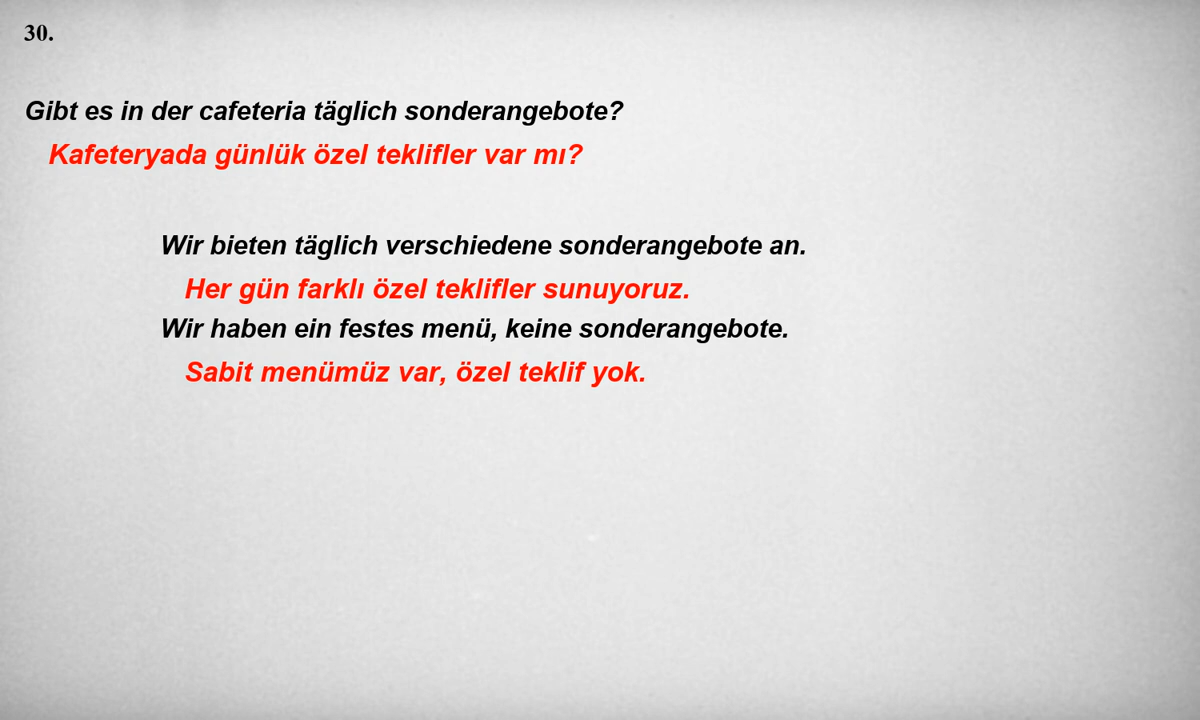 30.
Gibt es in der cafeteria täglich sonderangebote?
Kafeteryada günlük özel teklifler var mı?
Wir bieten täglich verschiedene sonderangebote an.
Her gün farklı özel teklifler sunuyoruz.
Wir haben ein festes menü, keine sonderangebote.
Sabit menümüz var, özel teklif yok.